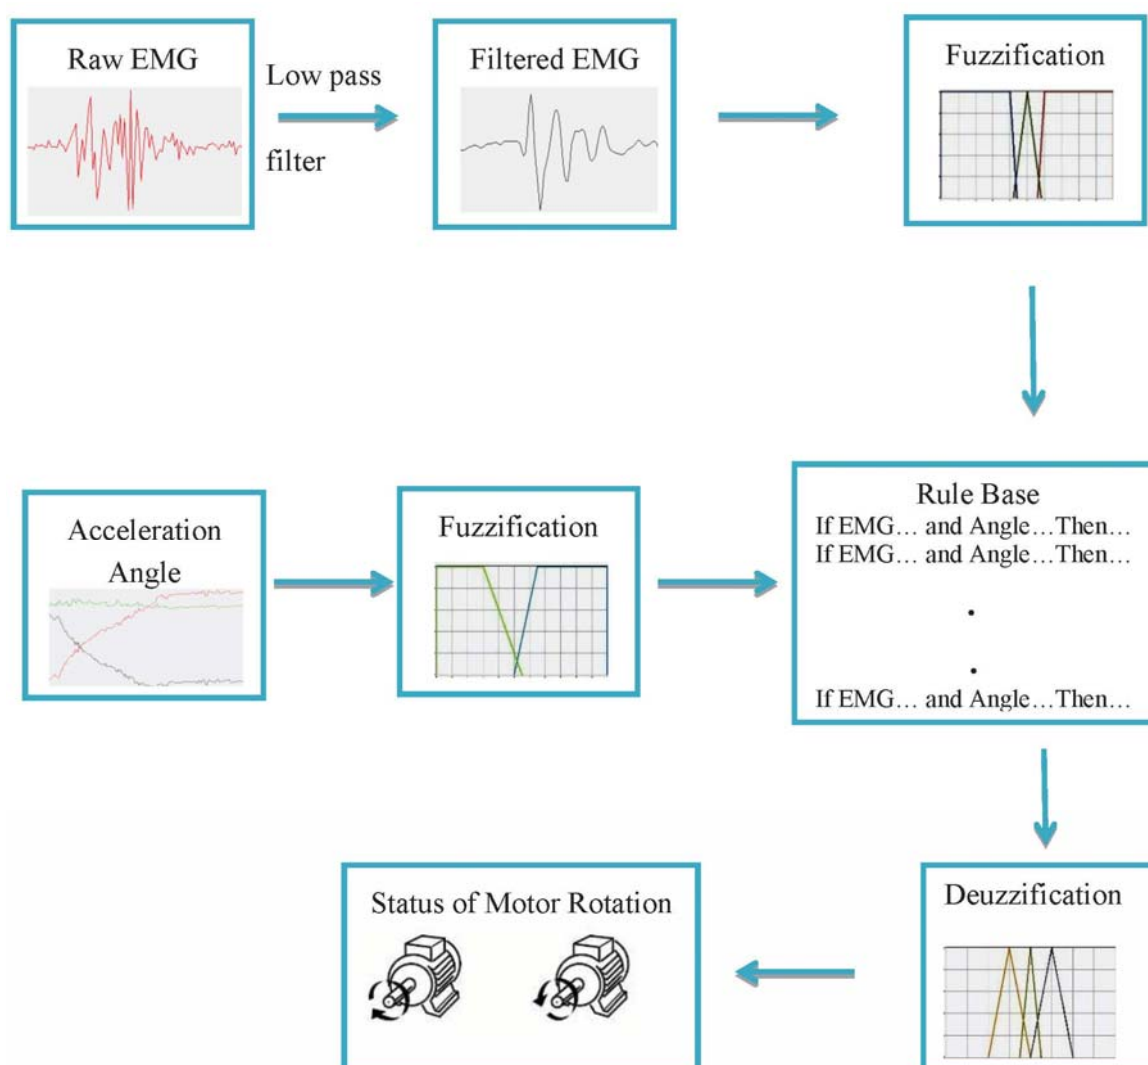 Raw EMG
Low pass
filter
Filtered EMG
Fuzzification
Acceleration
Angle
Fuzzification
Rule Base
If EMG… and Angle…Then…
If EMG… and Angle…Then…
.
.
If EMG… and Angle…Then…
Status of Motor Rotation
Deuzzification